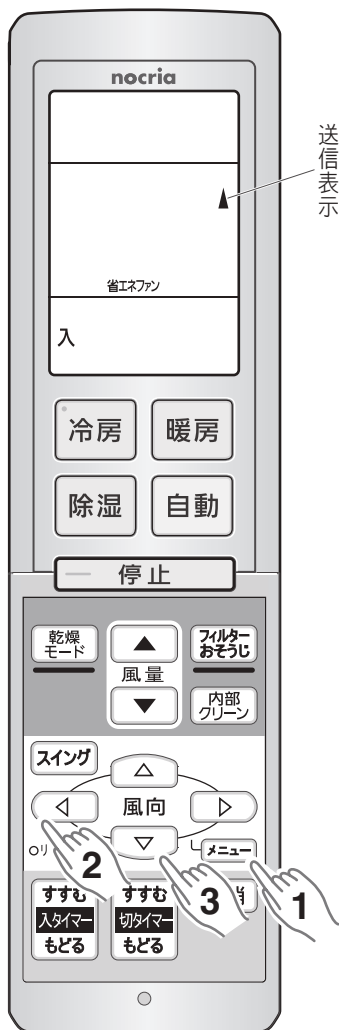 nocria
送信表示
省エネファン
入
冷房
暖房
除湿
自動
停止
乾燥
モード
▲
風量
▼
フィルター
おそうじ
内部
クリーン
スイング
△
◁
風向
▷
▽
メニュー
2
3
1
すすむ
入タイマー
もどる
すすむ
切タイマー
もどる